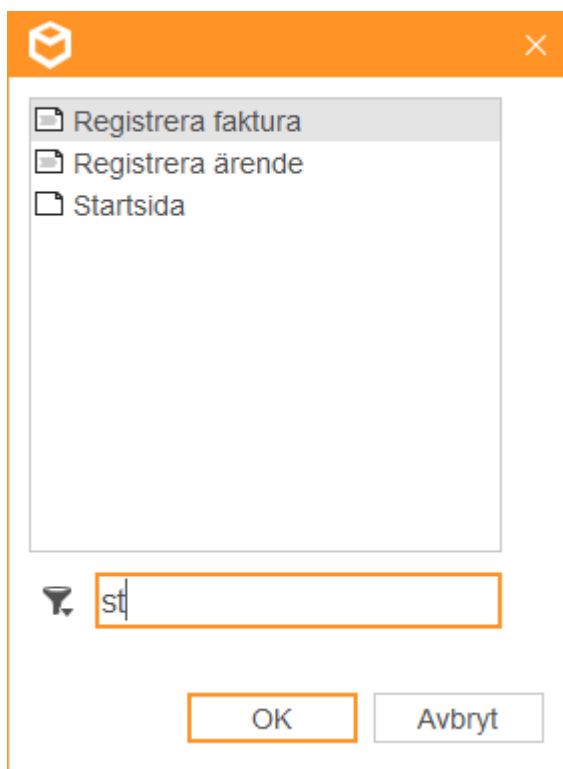 Registrera faktura
Registrera ärende
Startsida
st
OK
Avbryt